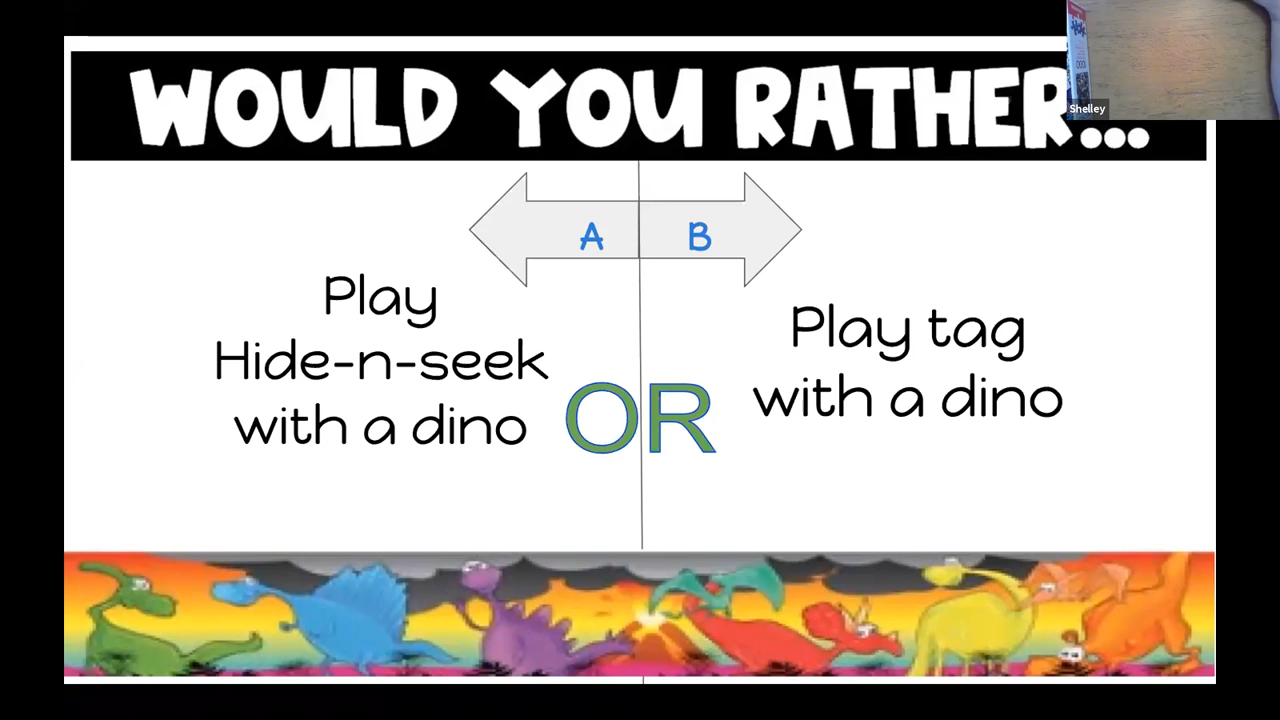 WOULD YOU RATHER...
Shelley
A
B
Play
Hide-n-seek
with a dino
OR
Play tag
with a dino